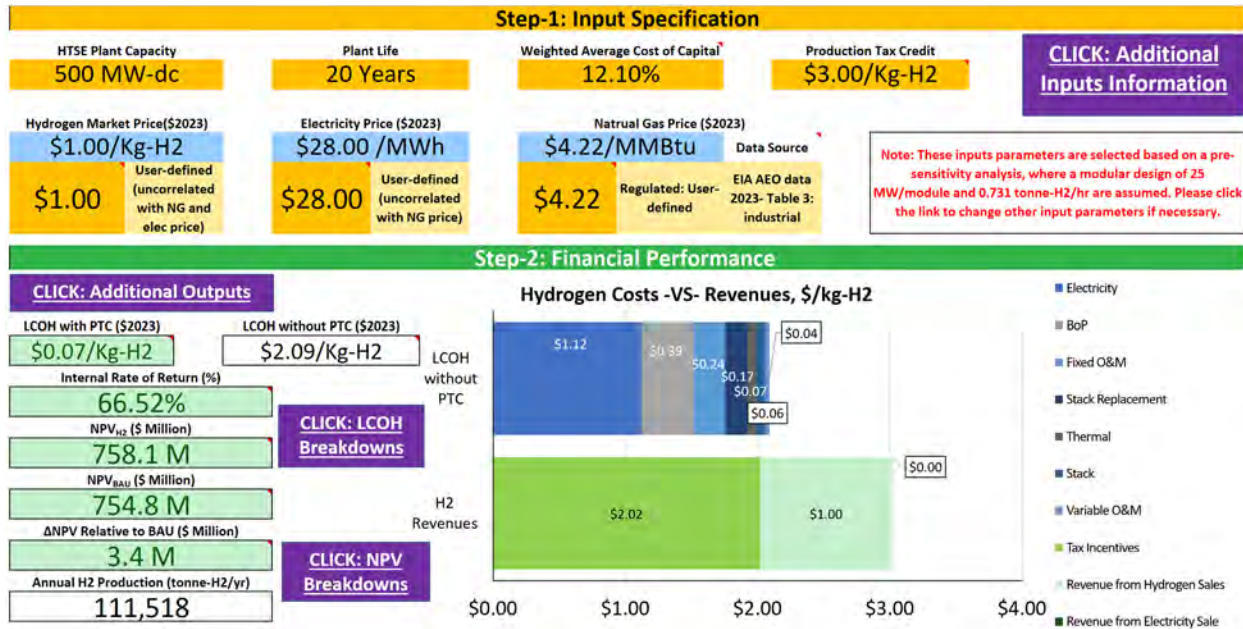 Step-1: Input Specification
HTSE Plant Capacity
500 MW-dc
Plant Life
20 Years
Weighted Average Cost of Capital
12.10%
Production Tax Credit
$3.00/Kg-H2
CLICK: Additional
Inputs Information
Hydrogen Market Price($2023)
$1.00/Kg-H2
$1.00
User-defined
(uncorrelated
with NG and
elec price)
Electricity Price ($2023)
$28.00 /MWh
$28.00
User-defined
(uncorrelated
with NG price)
Natrual Gas Price ($2023)
$4.22/MMBtu
Data Source
$4.22
Regulated: User-
defined
EIA AEO data
2023- Table 3:
industrial
Note: These inputs parameters are selected based on a pre-
sensitivity analysis, where a modular design of 25
MW/module and 0.731 tonne-H2/hr are assumed. Please click
the link to change other input parameters if necessary.
Step-2: Financial Performance
CLICK: Additional Outputs
LCOH with PTC ($2023)
$0.07/Kg-H2
LCOH without PTC ($2023)
$2.09/Kg-H2
Internal Rate of Return (%)
66.52%
NPVH2 ($ Million)
758.1 M
NPVBAU ($ Million)
754.8 M
ΔNPV Relative to BAU ($ Million)
3.4 M
Annual H2 Production (tonne-H2/yr)
111,518
CLICK: LCOH
Breakdowns
CLICK: NPV
Breakdowns
Hydrogen Costs -VS- Revenues, $/kg-H2
LCOH
without
PTC
$1.12
$0.39
$0.24
$0.17
$0.07
$0.06
$0.04
H2
Revenues
$2.02
$1.00
$0.00
$0.00
$1.00
$2.00
$3.00
$4.00
Electricity
BoP
Fixed O&M
Stack Replacement
Thermal
Stack
Variable O&M
Tax Incentives
Revenue from Hydrogen Sales
Revenue from Electricity Sale